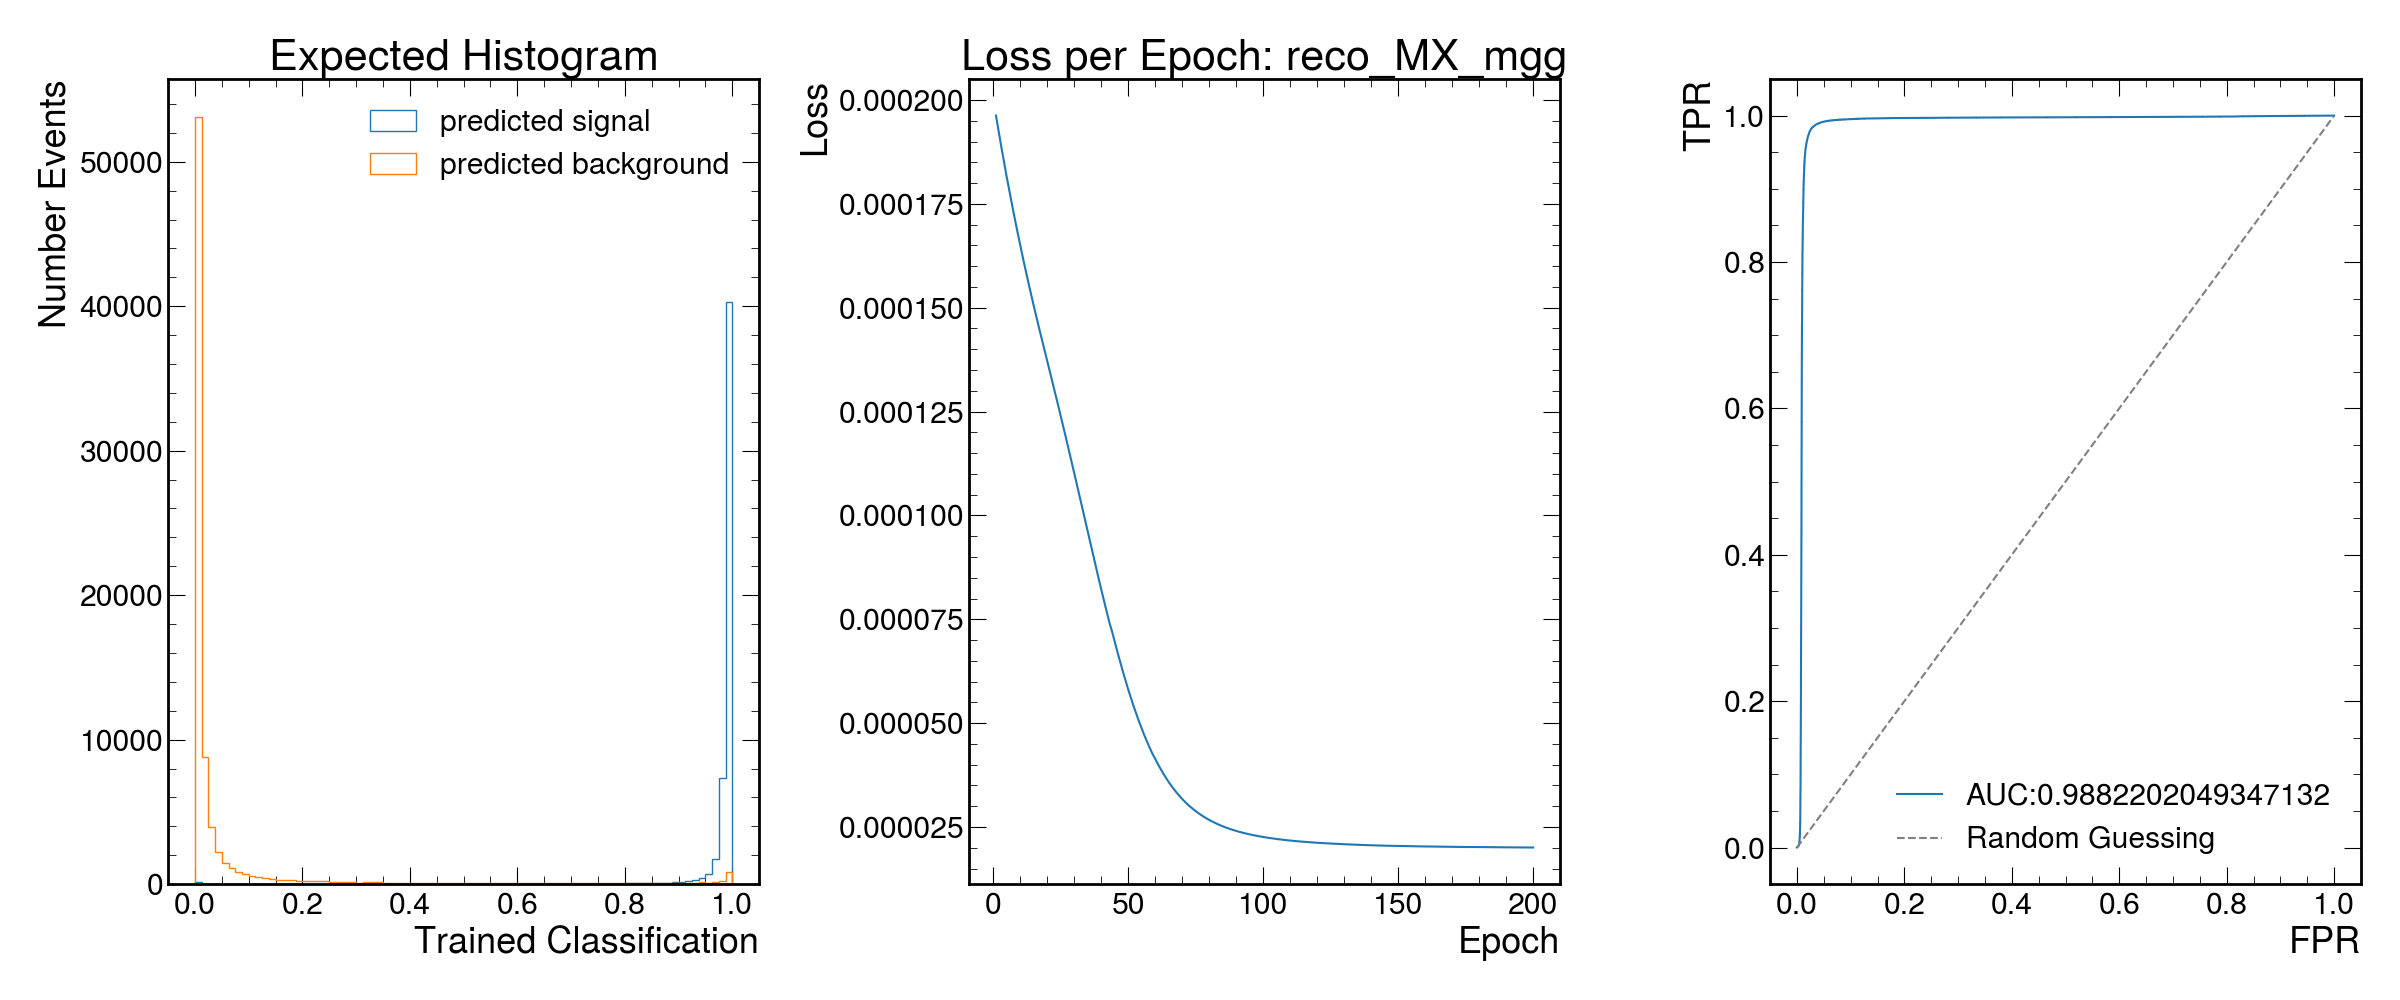 Expected Histogram
Number Events
predicted signal
predicted background
50000
40000
30000
20000
10000
0
0.0 0.2 0.4 0.6 0.8 1.0
Trained Classification
Loss per Epoch: reco_MX_mgg
Loss
0.000200
0.000175
0.000150
0.000125
0.000100
0.000075
0.000050
0.000025
0 50 100 150 200
Epoch
TPR
1.0
0.8
0.6
0.4
0.2
0.0
AUC:0.9882202049347132
Random Guessing
0.0 0.2 0.4 0.6 0.8 1.0
FPR